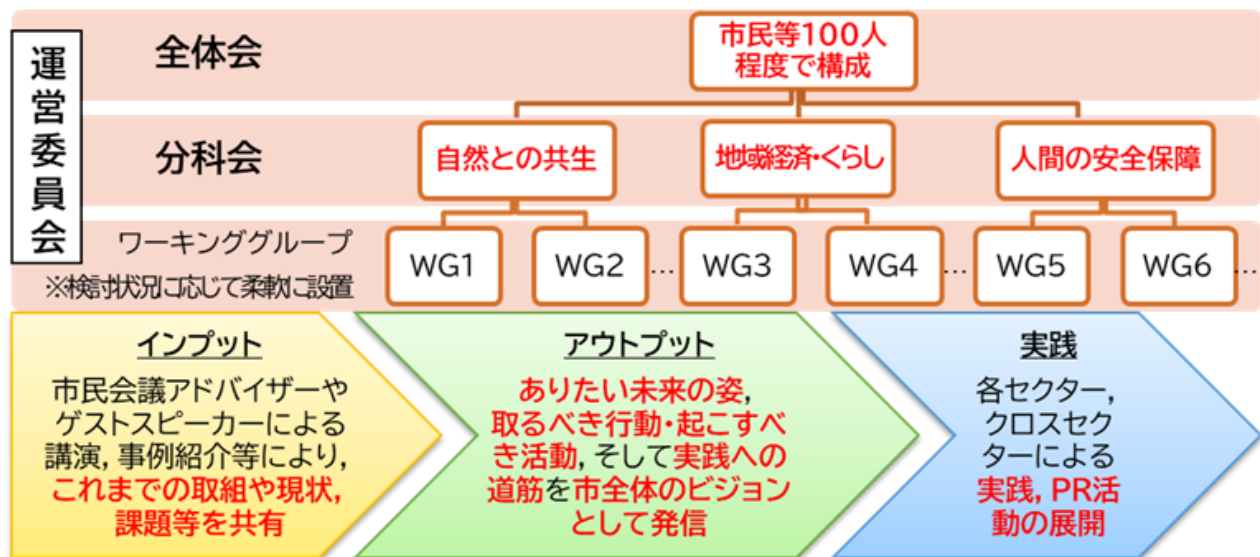 運営委員会
全体会
市民等100人
程度で構成
分科会
自然との共生
地域経済・くらし
人間の安全保障
ワーキンググループ
※検討状況に応じて柔軟に設置
WG1
WG2
…
WG3
WG4
…
WG5
WG6
…
インプット
市民会議アドバイザーや
ゲストスピーカーによる
講演, 事例紹介等により,
これまでの取組や現状,
課題等を共有
アウトプット
ありたい未来の姿,
取るべき行動・起こすべ
き活動, そして実践への
道筋を市全体のビジョン
として発信
実践
各セクター,
クロスセク
ターによる
実践, PR活
動の展開